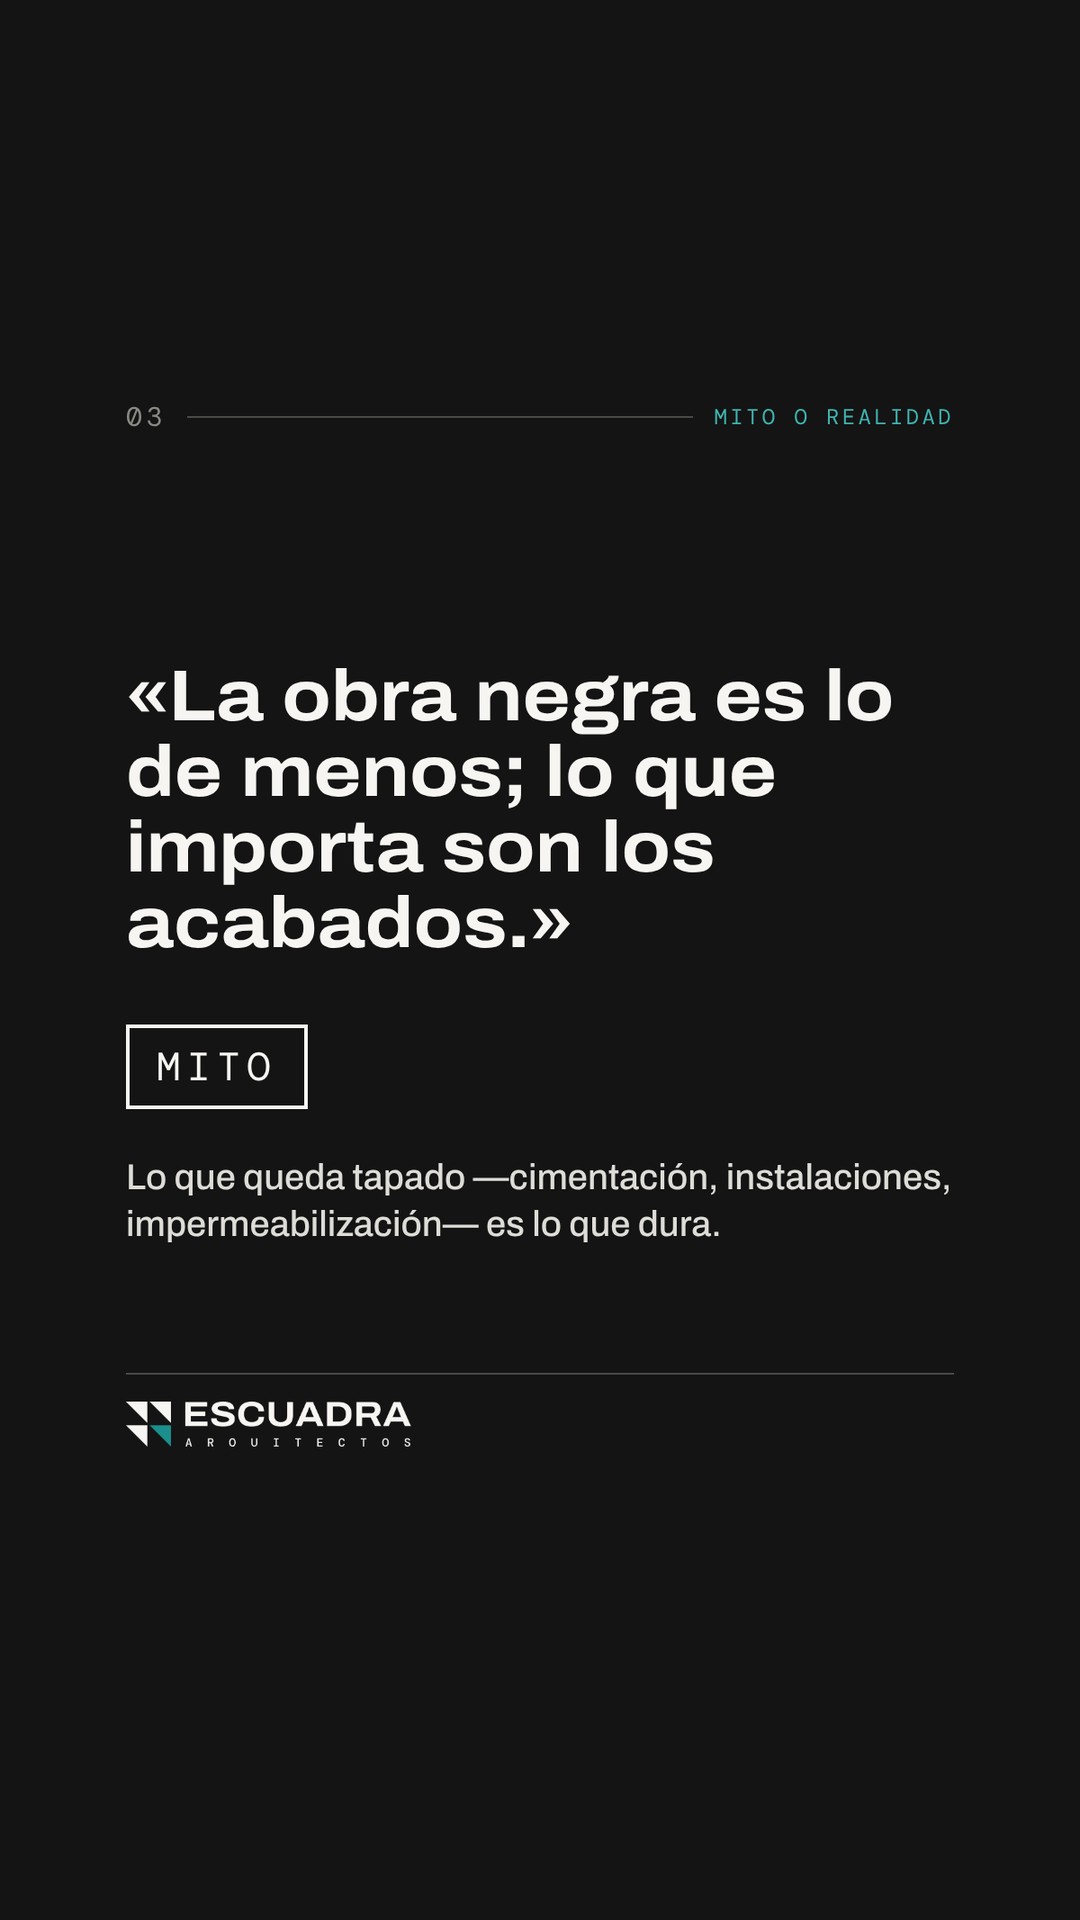 03
MITO O REALIDAD
«La obra negra es lo
de menos; lo que
importa son los
acabados.»
MITO
Lo que queda tapado —cimentación, instalaciones,
impermeabilización— es lo que dura.
ESCUADRA
ARQUITECTOS